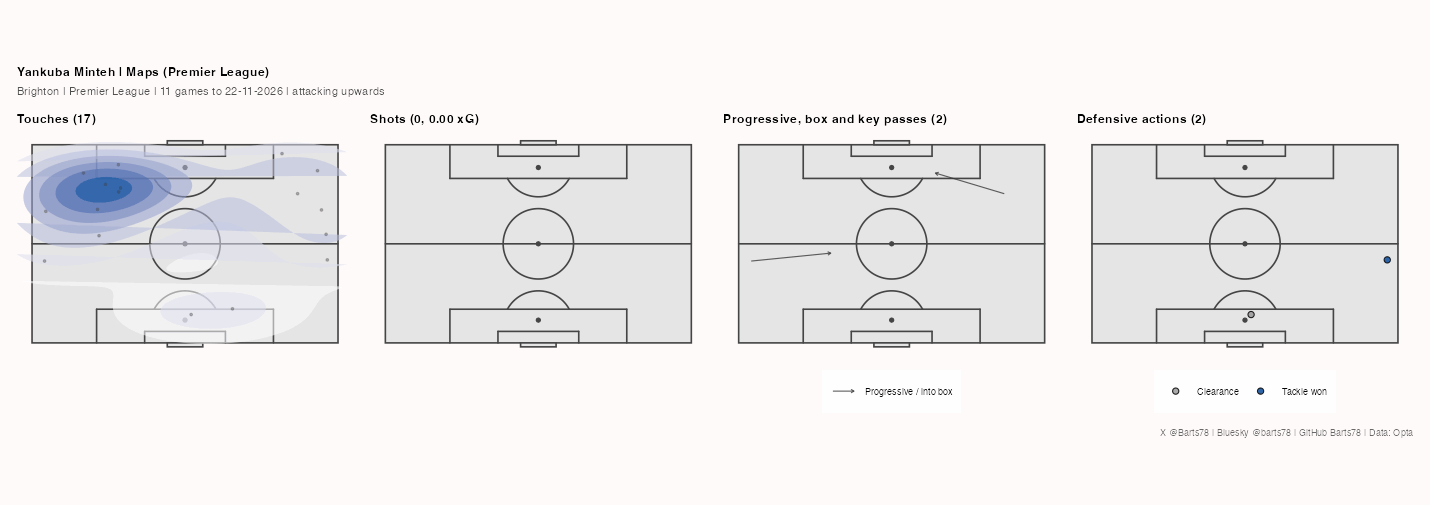 Yankuba Minteh | Maps (Premier League)
Brighton | Premier League | 11 games to 22-11-2026 | attacking upwards
Touches (17)
Shots (0, 0.00 xG)
Progressive, box and key passes (2)
Defensive actions (2)
Progressive / into box
Clearance
Tackle won
X @Barts78 | Bluesky @barts78 | GitHub Barts78 | Data: Opta